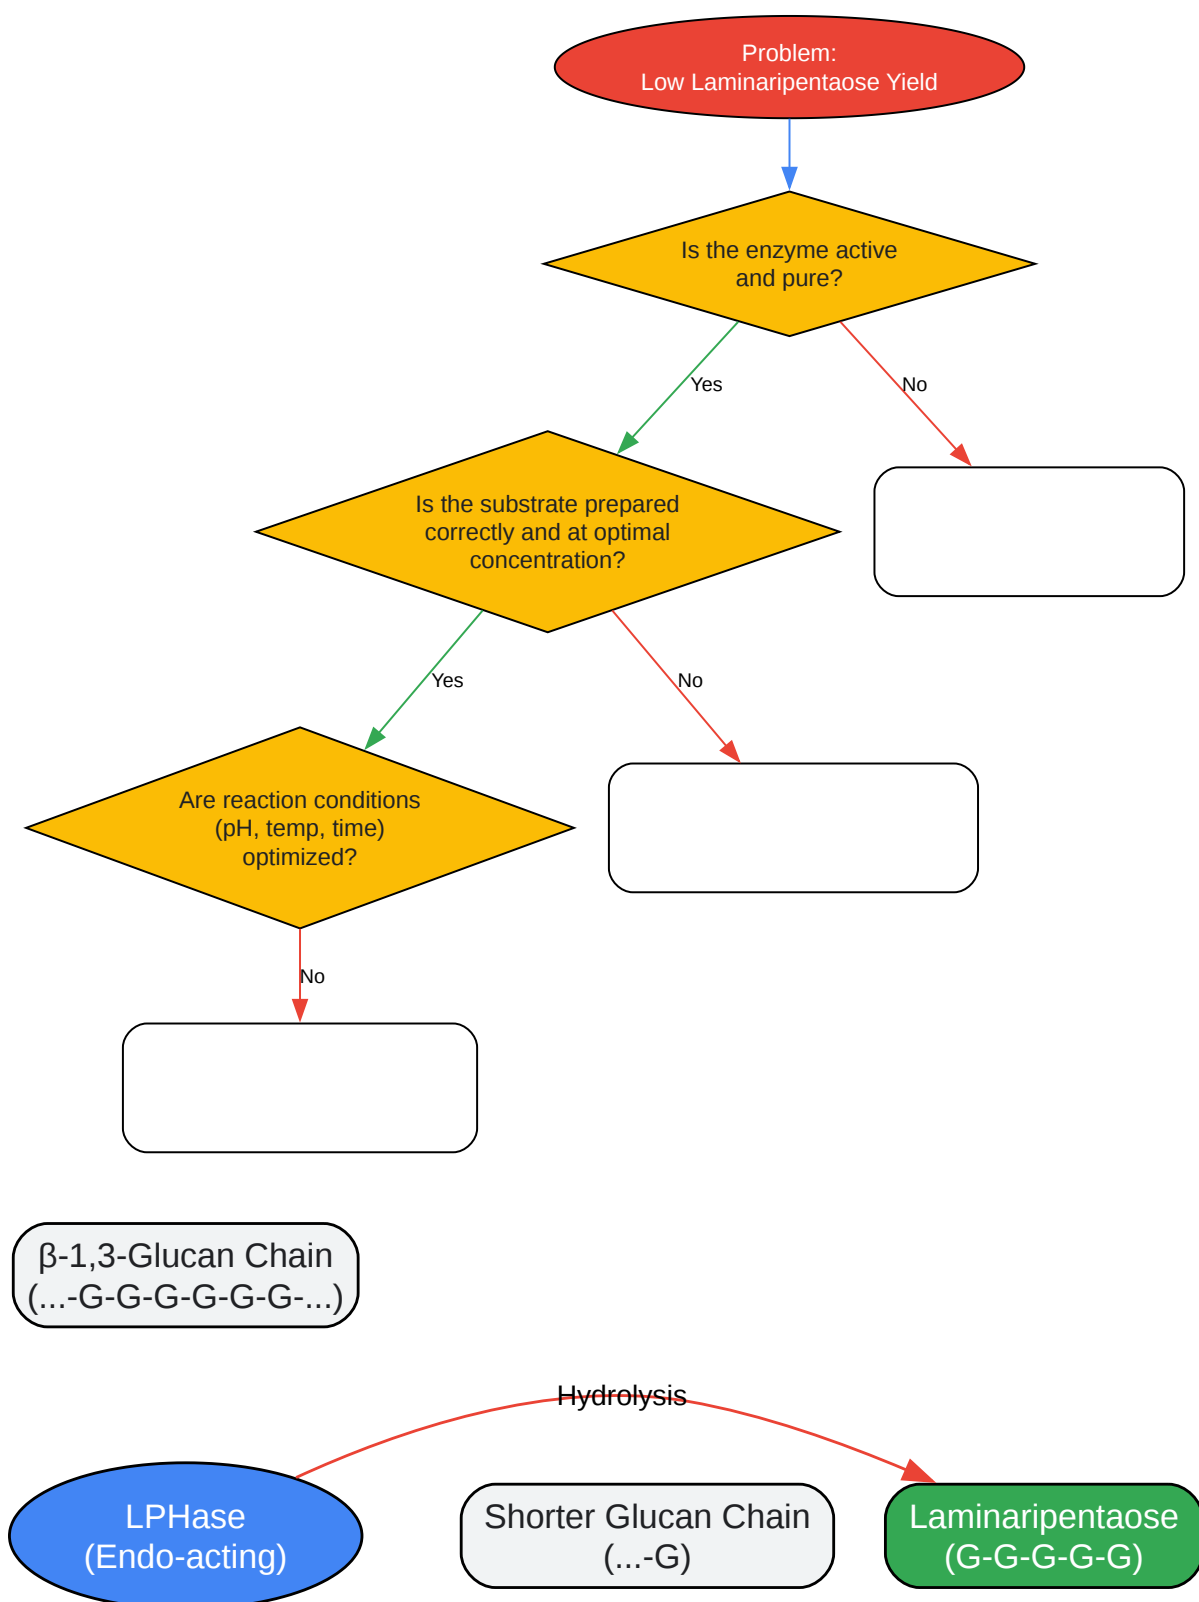 Problem:
Low Laminaripentaose Yield
Is the enzyme active
and pure?
Yes
No
Is the substrate prepared
correctly and at optimal
concentration?
Yes
No
Are reaction conditions
(pH, temp, time)
optimized?
No
β-1,3-Glucan Chain
(...-G-G-G-G-G-G-...)
Hydrolysis
LPHase
(Endo-acting)
Shorter Glucan Chain
(...-G)
Laminaripentaose
(G-G-G-G-G)